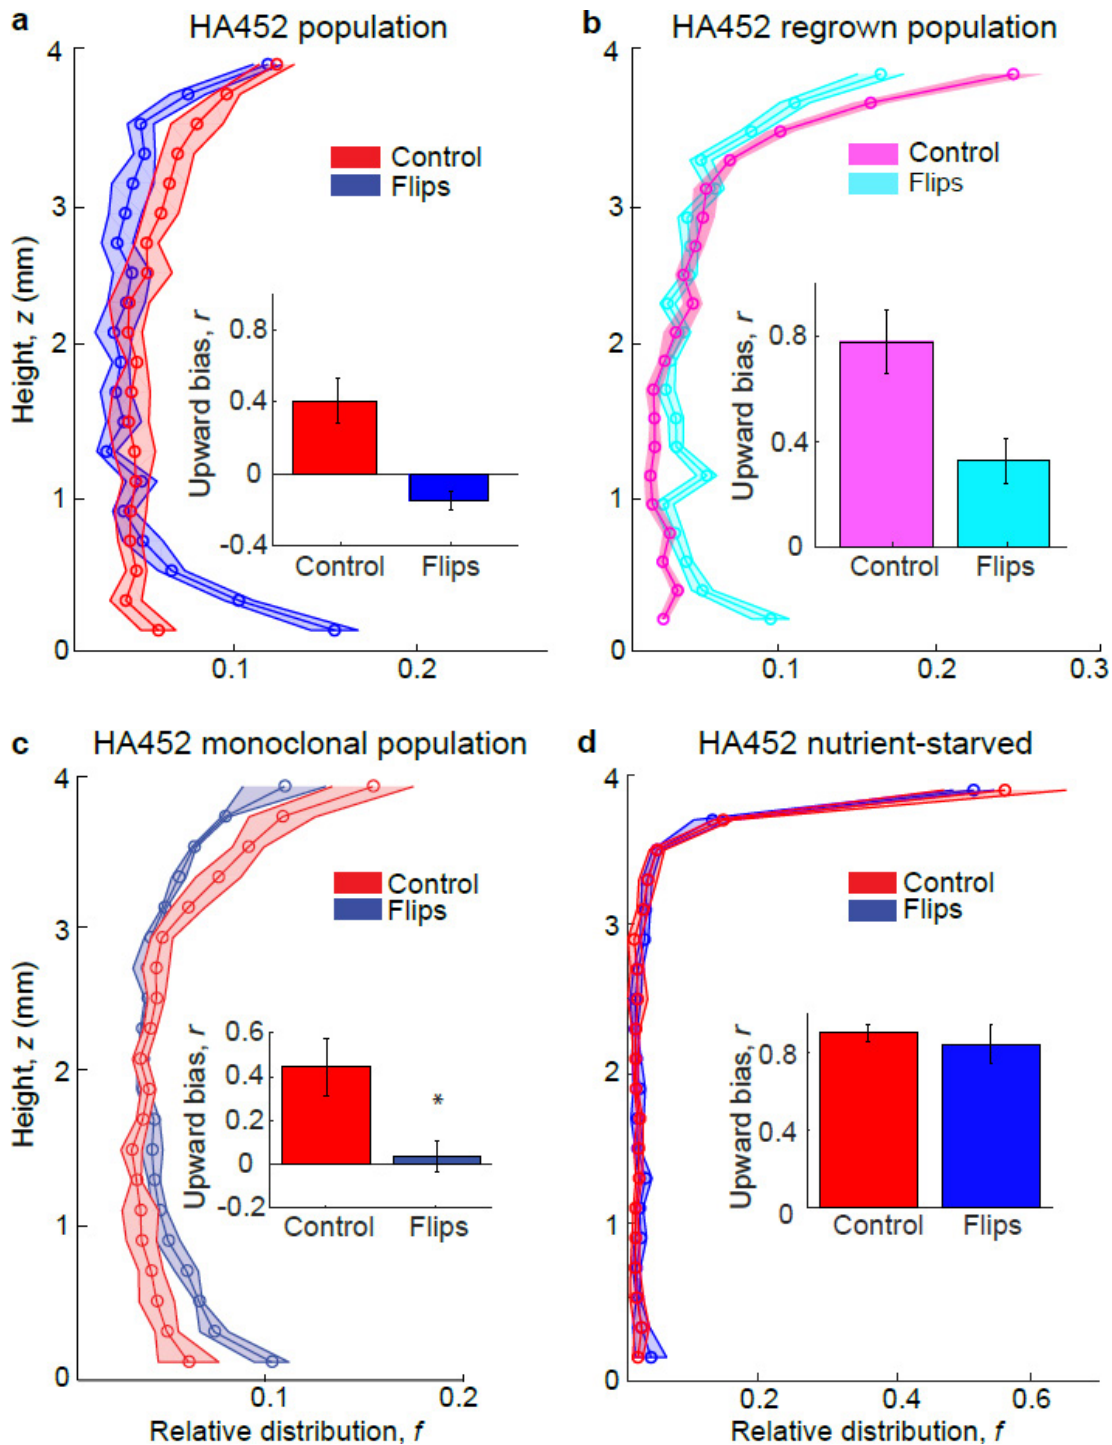 a HA452 population
4
3
2
1
0
Height, z (mm)
0.1
0.2
Control
Flips
Upward bias, r
0.8
0.4
0
-0.4
Control
Flips
b HA452 regrown population
4
3
2
1
0
0.1
0.2
0.3
Control
Flips
Upward bias, r
0.8
0.4
0
Control
Flips
c HA452 monoclonal population
4
3
2
1
0
Height, z (mm)
0.1
0.2
Relative distribution, f
Control
Flips
Upward bias, r
0.6
0.4
0.2
0
-0.2
*
Control
Flips
d HA452 nutrient-starved
4
3
2
1
0
0.2
0.4
0.6
Relative distribution, f
Control
Flips
Upward bias, r
0.8
0.4
0
Control
Flips